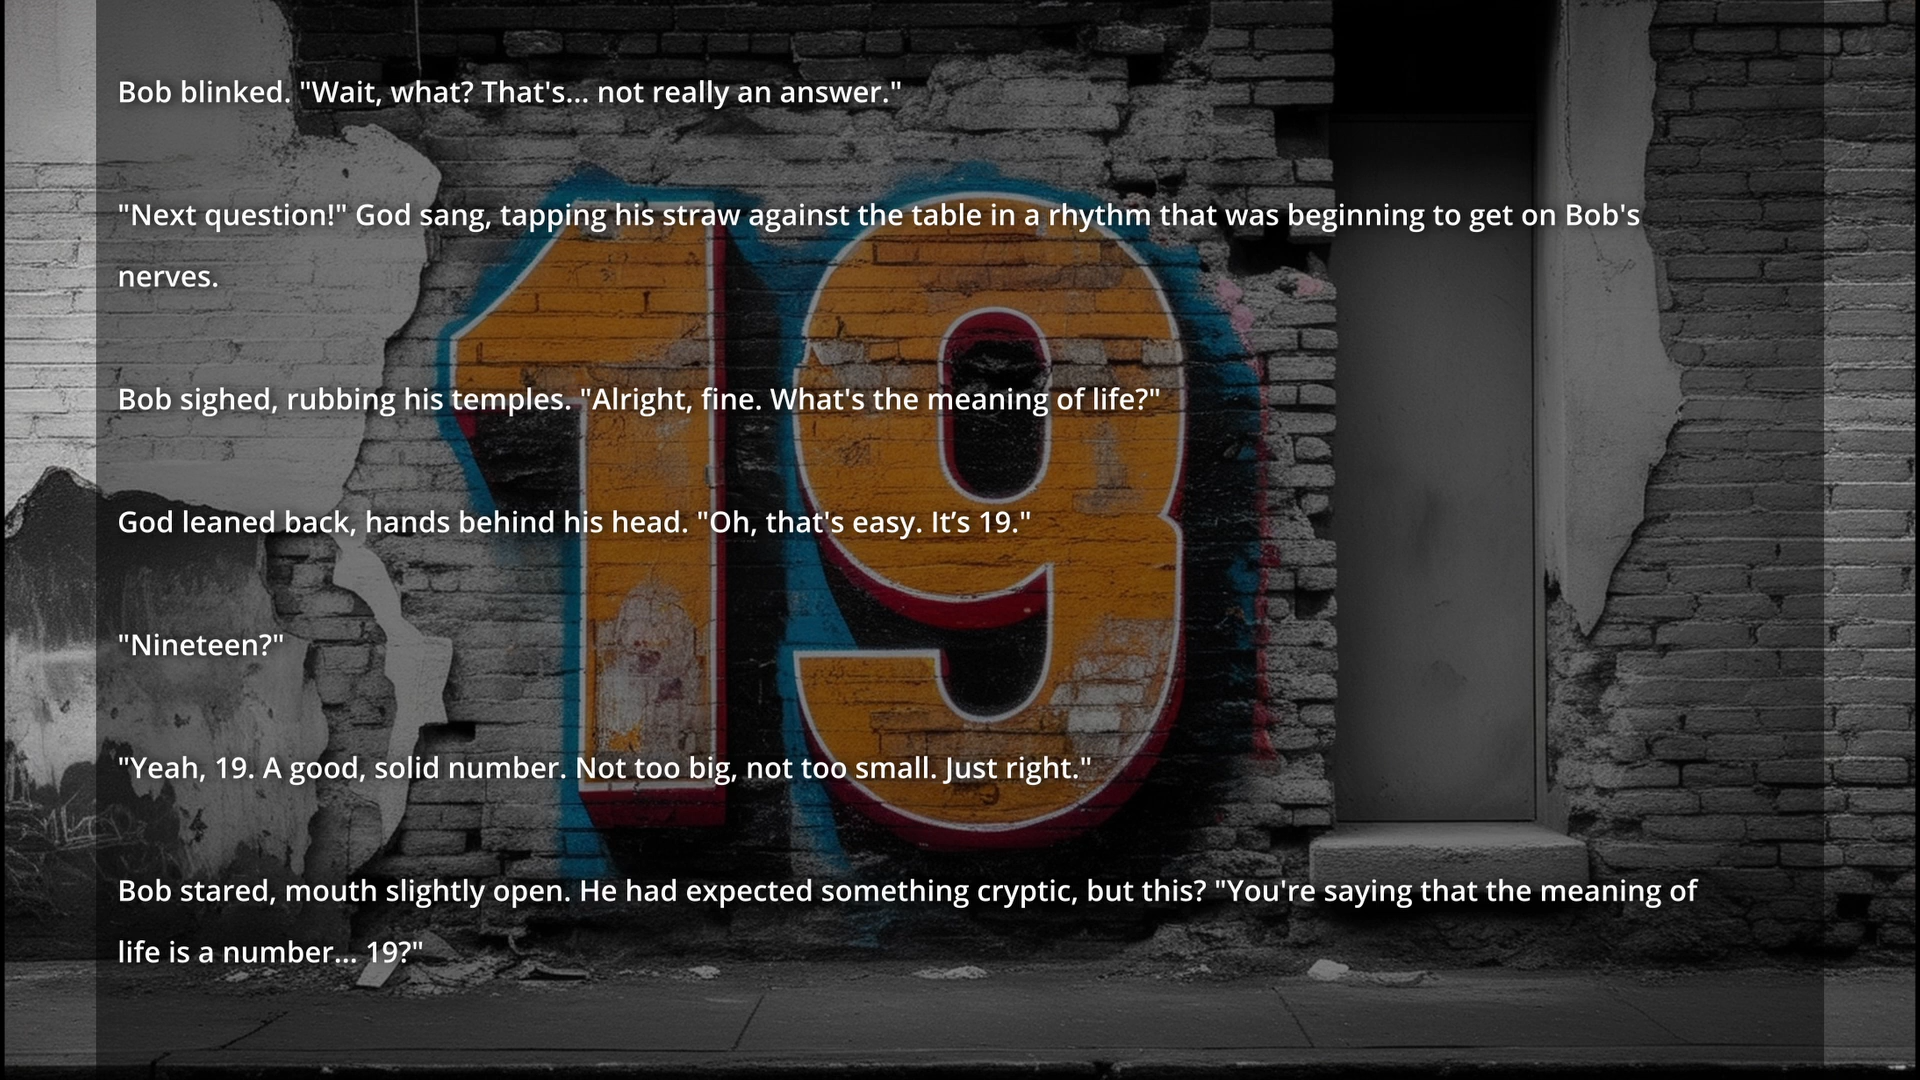 Bob blinked. "Wait, what? That's... not really an answer."
"Next question!" God sang, tapping his straw against the table in a rhythm that was beginning to get on Bob's
nerves.
Bob sighed, rubbing his temples. "Alright, fine. What's the meaning of life?"
God leaned back, hands behind his head. "Oh, that's easy. It’s 19."
"Nineteen?"
"Yeah, 19. A good, solid number. Not too big, not too small. Just right."
Bob stared, mouth slightly open. He had expected something cryptic, but this? "You're saying that the meaning of
life is a number... 19?"
19